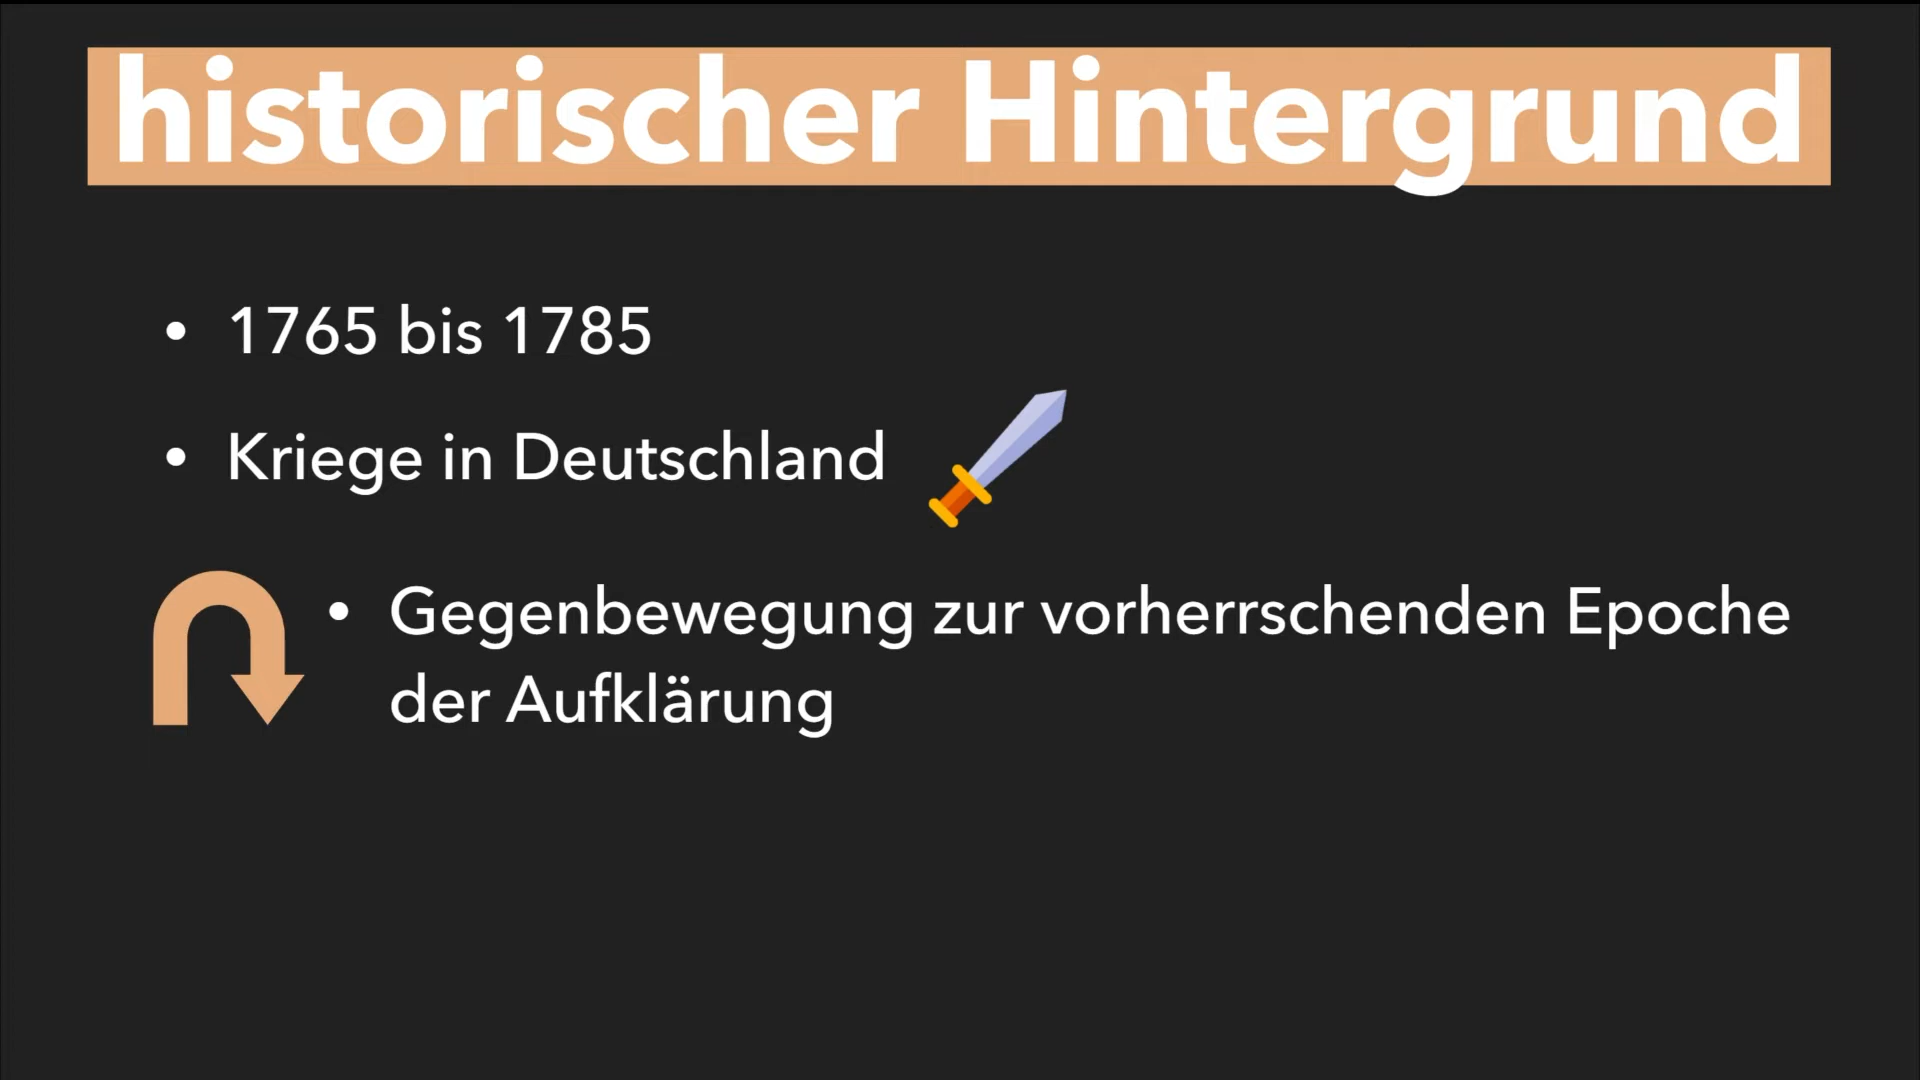 historischer Hintergrund
• 1765 bis 1785
• Kriege in Deutschland
• Gegenbewegung zur vorherrschenden Epoche
der Aufklärung